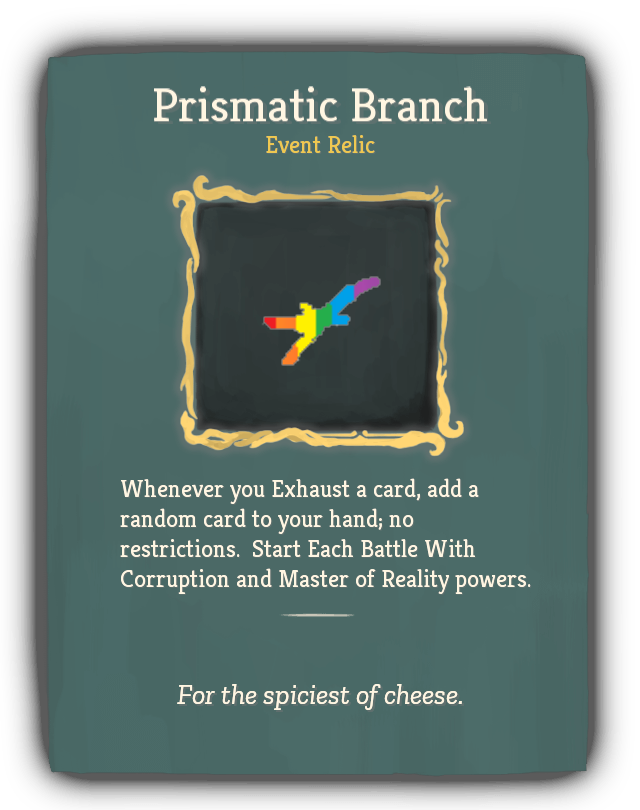 Prismatic Branch
Event Relic
Whenever you Exhaust a card, add a
random card to your hand; no
restrictions.  Start Each Battle With
Corruption and Master of Reality powers.
For the spiciest of cheese.